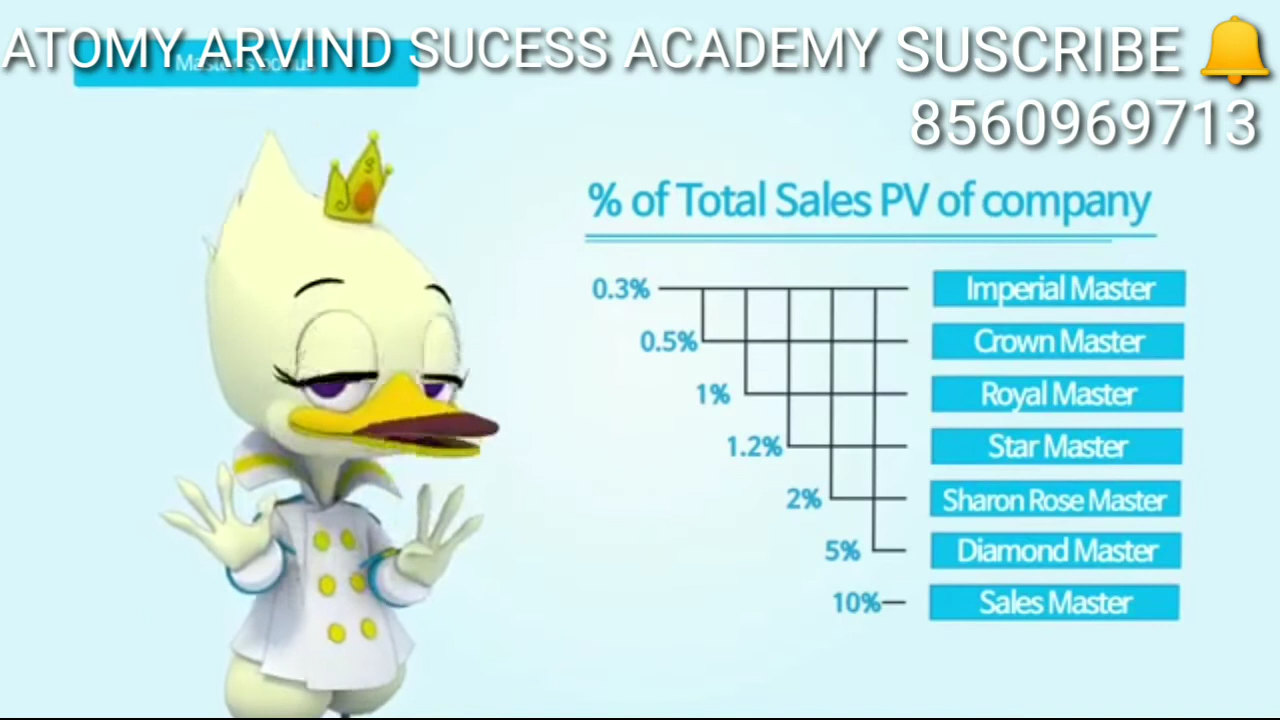 ATOMY ARVIND SUCESS ACADEMY SUSCRIBE 🔔
8560969713
% of Total Sales PV of company
0.3% Imperial Master
0.5% Crown Master
1% Royal Master
1.2% Star Master
2% Sharon Rose Master
5% Diamond Master
10% Sales Master